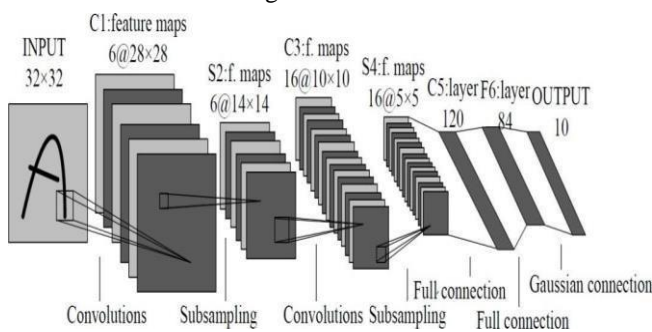 INPUT
32×32
C1:feature maps
6@28×28
S2:f. maps
6@14×14
C3:f. maps
16@10×10
S4:f. maps
16@5×5
C5:layer
120
F6:layer
84
OUTPUT
10
Convolutions
Subsampling
Convolutions
Subsampling
Full connection
Full connection
Gaussian connection